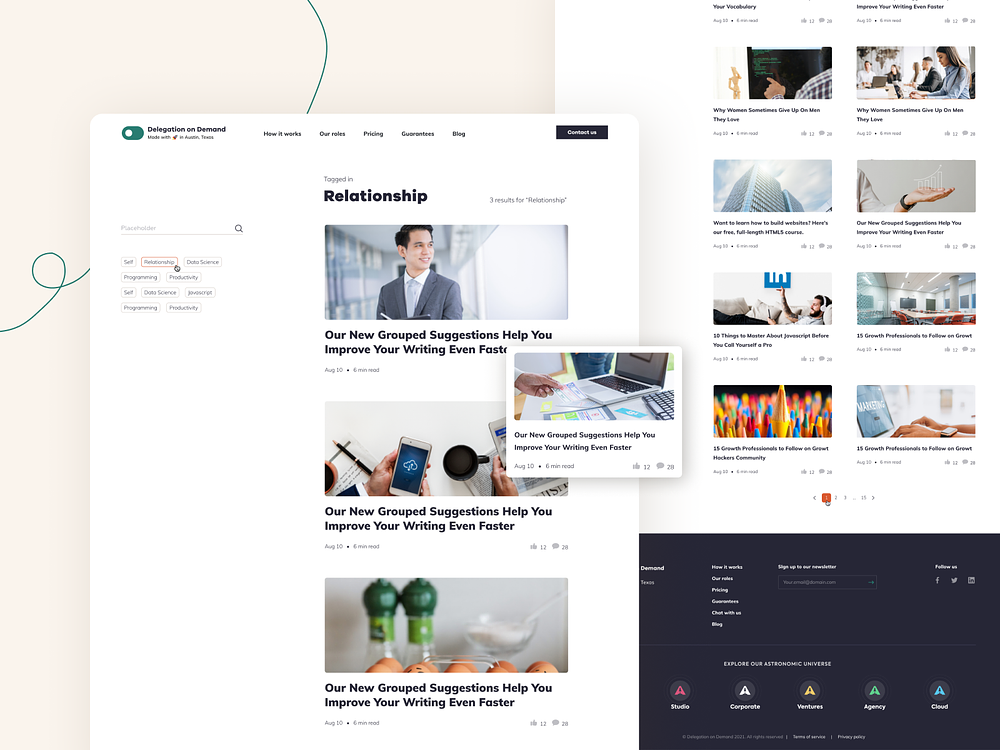 Delegation on Demand
Made with 🚀 in Austin, Texas
How it works
Our roles
Pricing
Guarantees
Blog
Contact us
Tagged in
Relationship
3 results for "Relationship"
Placeholder
Self
Relationship
Data Science
Programming
Productivity
Self
Data Science
Javascript
Programming
Productivity
Our New Grouped Suggestions Help You
Improve Your Writing Even Faste
Aug 10 • 6 min read
Our New Grouped Suggestions Help You
Improve Your Writing Even Faster
Aug 10 • 6 min read
12
28
Our New Grouped Suggestions Help You
Improve Your Writing Even Faster
Aug 10 • 6 min read
12
28
Our New Grouped Suggestions Help You
Improve Your Writing Even Faster
Aug 10 • 6 min read
12
28
Your Vocabulary
Aug 10 • 6 min read
12
28
Improve Your Writing Even Faster
Aug 10 • 6 min read
12
28
Why Women Sometimes Give Up On Men
They Love
Aug 10 • 6 min read
12
28
Why Women Sometimes Give Up On Men
They Love
Aug 10 • 6 min read
12
28
Want to learn how to build websites? Here's
our free, full-length HTML5 course.
Aug 10 • 6 min read
12
28
Our New Grouped Suggestions Help You
Improve Your Writing Even Faster
Aug 10 • 6 min read
12
28
10 Things to Master About Javascript Before
You Call Yourself a Pro
Aug 10 • 6 min read
12
28
15 Growth Professionals to Follow on Growt
Aug 10 • 6 min read
12
28
15 Growth Professionals to Follow on Growt
Hackers Community
Aug 10 • 6 min read
12
28
MARKETING
15 Growth Professionals to Follow on Growt
Aug 10 • 6 min read
12
28
< 1 2 3 ... 15 >
Demand
Texas
How it works
Our roles
Pricing
Guarantees
Chat with us
Blog
Sign up to our newsletter
Your.email@domain.com
Follow us
EXPLORE OUR ASTRONOMIC UNIVERSE
Studio
Corporate
Ventures
Agency
Cloud
© Delegation on Demand 2021. All rights reserved | Terms of service | Privacy policy